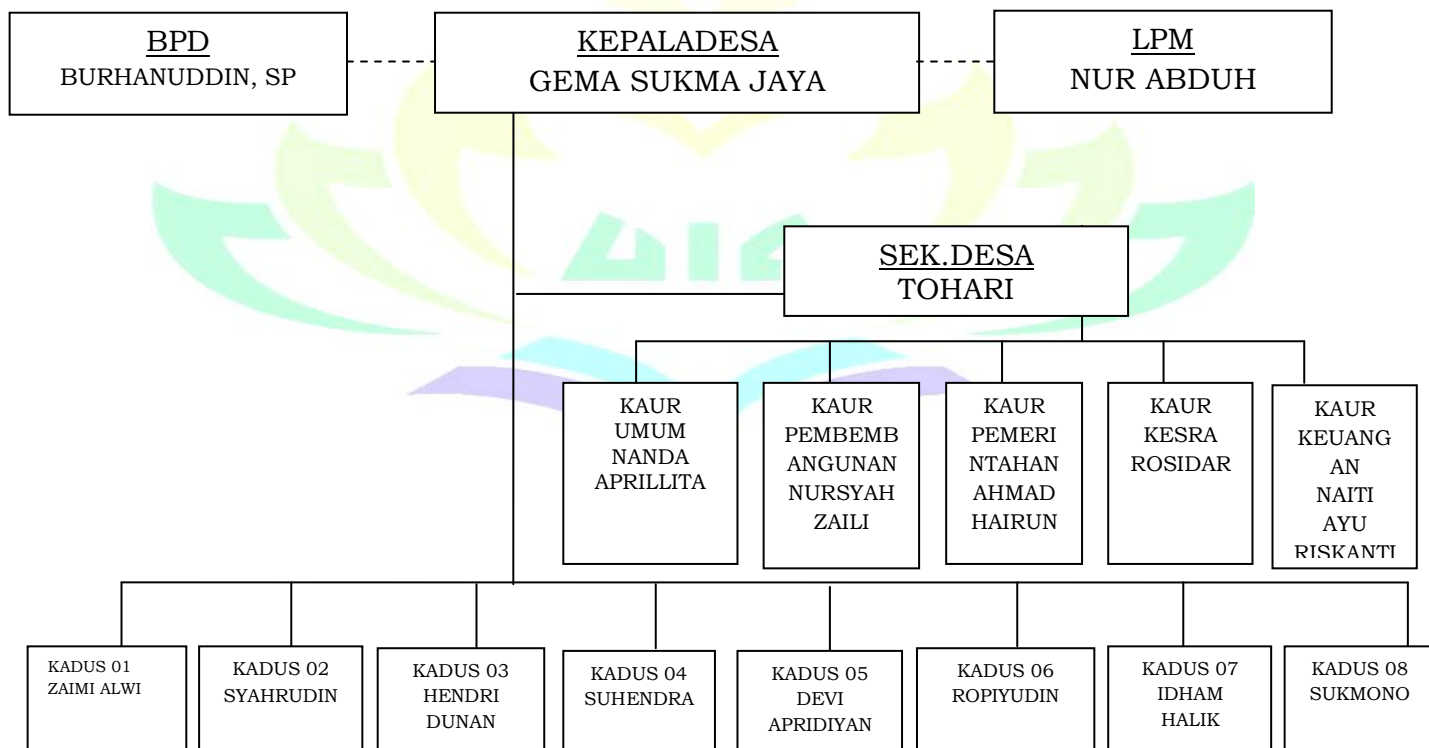 BPD
BURHANUDDIN, SP
KEPALADESA
GEMA SUKMA JAYA
LPM
NUR ABDUH
SEK.DESA
TOHARI
KAUR
UMUM
NANDA
APRILLITA
KAUR
PEMBEMB
ANGUNAN
NURSYAH
ZAILI
KAUR
PEMERI
NTAHAN
AHMAD
HAIRUN
KAUR
KESRA
ROSIDAR
KAUR
KEUANG
AN
NAITI
AYU
RISKANTI
KADUS 01
ZAIMI ALWI
KADUS 02
SYAHRUDIN
KADUS 03
HENDRI
DUNAN
KADUS 04
SUHENDRA
KADUS 05
DEVI
APRIDIYAN
KADUS 06
ROPIYUDIN
KADUS 07
IDHAM
HALIK
KADUS 08
SUKMONO